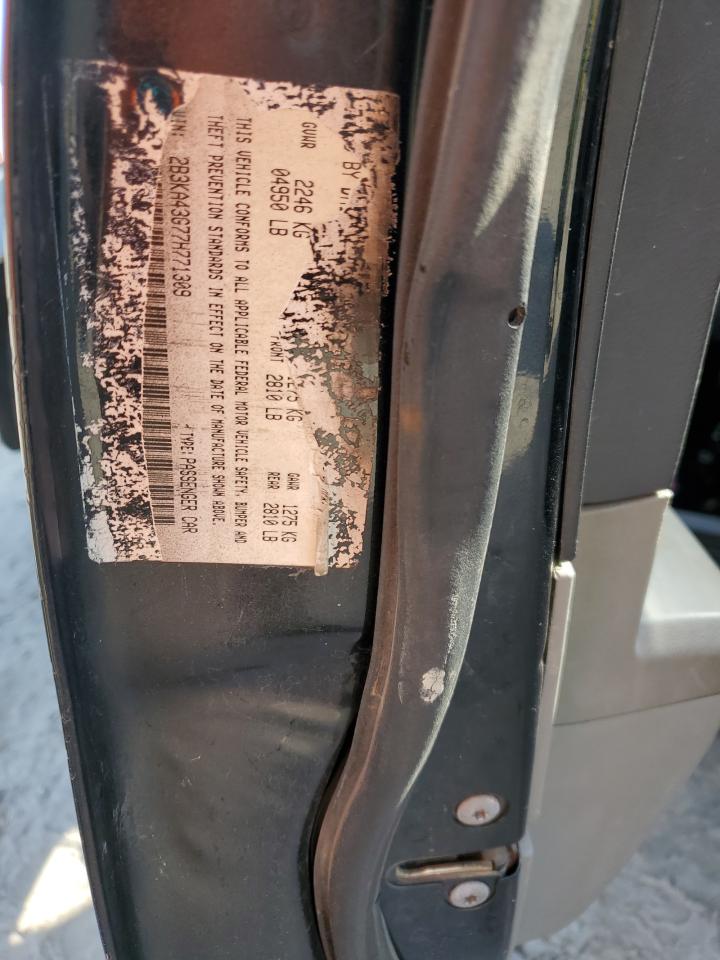 BY
GVWR 2246 KG GAWR 1275 KG
04950 LB FRONT 2810 LB REAR 2810 LB
THIS VEHICLE CONFORMS TO ALL APPLICABLE FEDERAL MOTOR VEHICLE SAFETY, BUMPER AND
THEFT PREVENTION STANDARDS IN EFFECT ON THE DATE OF MANUFACTURE SHOWN ABOVE.
VIN: 2B3KA43G77H771309 TYPE: PASSENGER CAR